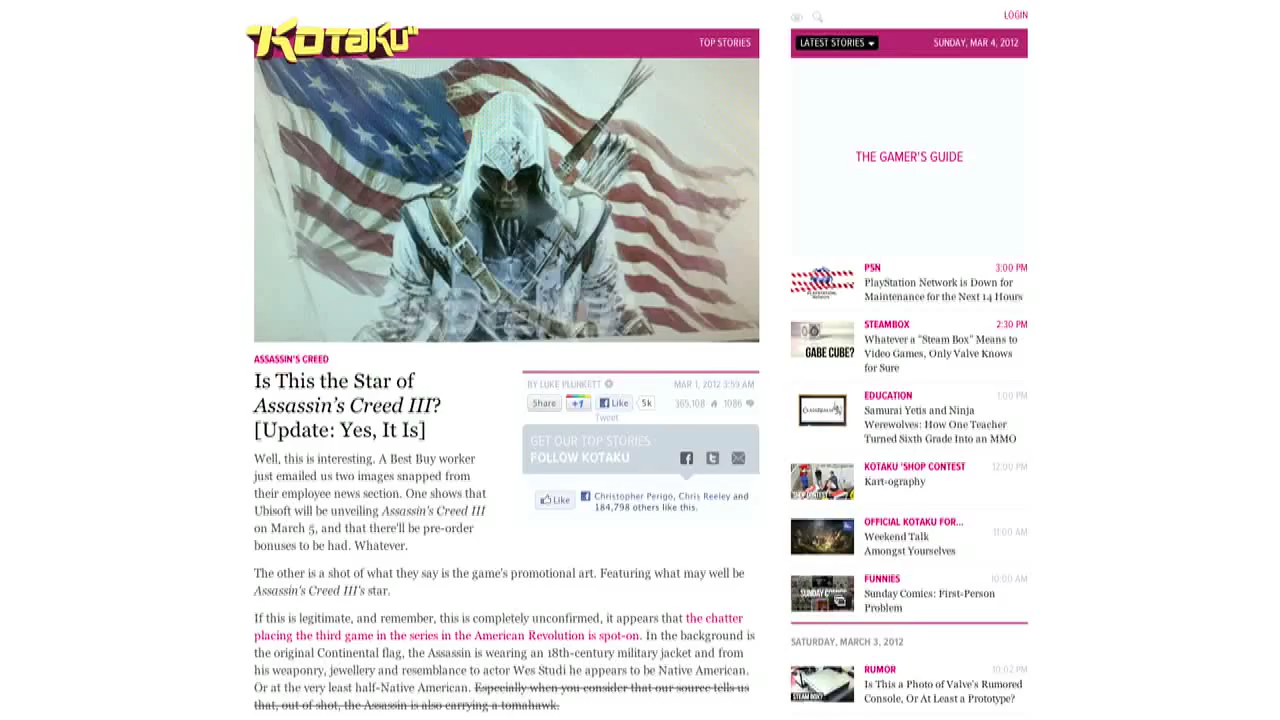 KOTAKU
TOP STORIES
ASSASSIN'S CREED
Is This the Star of
Assassin's Creed III?
[Update: Yes, It Is]
BY LUKE PLUNKETT
MAR 1, 2012 3:59 AM
Share
+1
Like
5k
365,108
1086
Tweet
GET OUR TOP STORIES
FOLLOW KOTAKU
Like
Christopher Perigo, Chris Reeley and
184,798 others like this.
Well, this is interesting. A Best Buy worker
just emailed us two images snapped from
their employee news section. One shows that
Ubisoft will be unveiling Assassin's Creed III
on March 5, and that there'll be pre-order
bonuses to be had. Whatever.
The other is a shot of what they say is the game's promotional art. Featuring what may well be
Assassin's Creed III's star.
If this is legitimate, and remember, this is completely unconfirmed, it appears that the chatter
placing the third game in the series in the American Revolution is spot-on. In the background is
the original Continental flag, the Assassin is wearing an 18th-century military jacket and from
his weaponry, jewellery and resemblance to actor Wes Studi he appears to be Native American.
Or at the very least half-Native American. Especially when you consider that our source tells us
that, out of shot, the Assassin is also carrying a tomahawk.
LOGIN
LATEST STORIES
SUNDAY, MAR 4, 2012
THE GAMER'S GUIDE
PSN
3:00 PM
PlayStation Network is Down for
Maintenance for the Next 14 Hours
STEAMBOX
2:30 PM
GABE CUBE?
Whatever a "Steam Box" Means to
Video Games, Only Valve Knows
for Sure
EDUCATION
1:00 PM
Samurai Yetis and Ninja
Werewolves: How One Teacher
Turned Sixth Grade Into an MMO
KOTAKU 'SHOP CONTEST
12:00 PM
Kart-ography
OFFICIAL KOTAKU FOR...
11:00 AM
Weekend Talk
Amongst Yourselves
FUNNIES
10:00 AM
Sunday Comics: First-Person
Problem
SATURDAY, MARCH 3, 2012
RUMOR
10:02 PM
STEAM BOX?
Is This a Photo of Valve's Rumored
Console, Or At Least a Prototype?